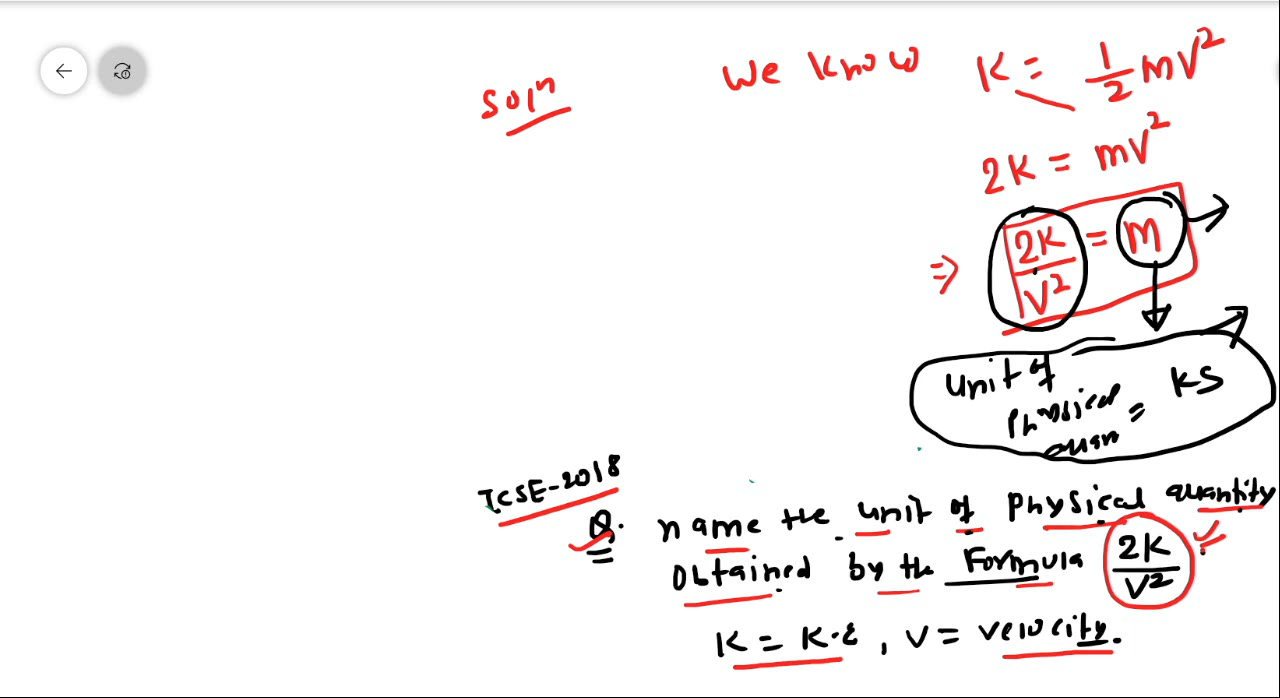 We know K = 1/2 mV²
Soln
2K = mV²
⇒ 2K/V² = m
unit of physical quan = KS
ICSE-2018
Q. name the unit of physical quantity
obtained by the Formula 2K/V²
K = K.E, V = velocity.